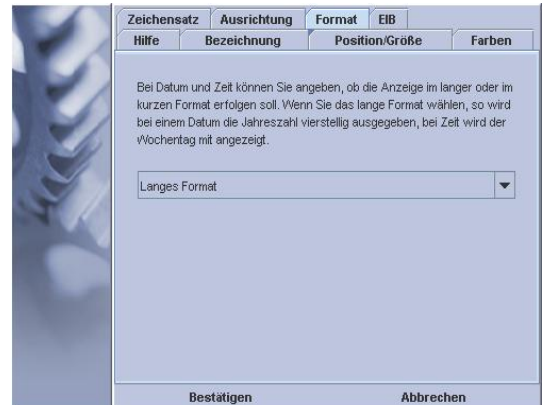 Zeichensatz Ausrichtung Format EIB
Hilfe Bezeichnung Position/Größe Farben
Bei Datum und Zeit können Sie angeben, ob die Anzeige im langer oder im
kurzen Format erfolgen soll. Wenn Sie das lange Format wählen, so wird
bei einem Datum die Jahreszahl vierstellig ausgegeben, bei Zeit wird der
Wochentag mit angezeigt.
Langes Format
Bestätigen Abbrechen